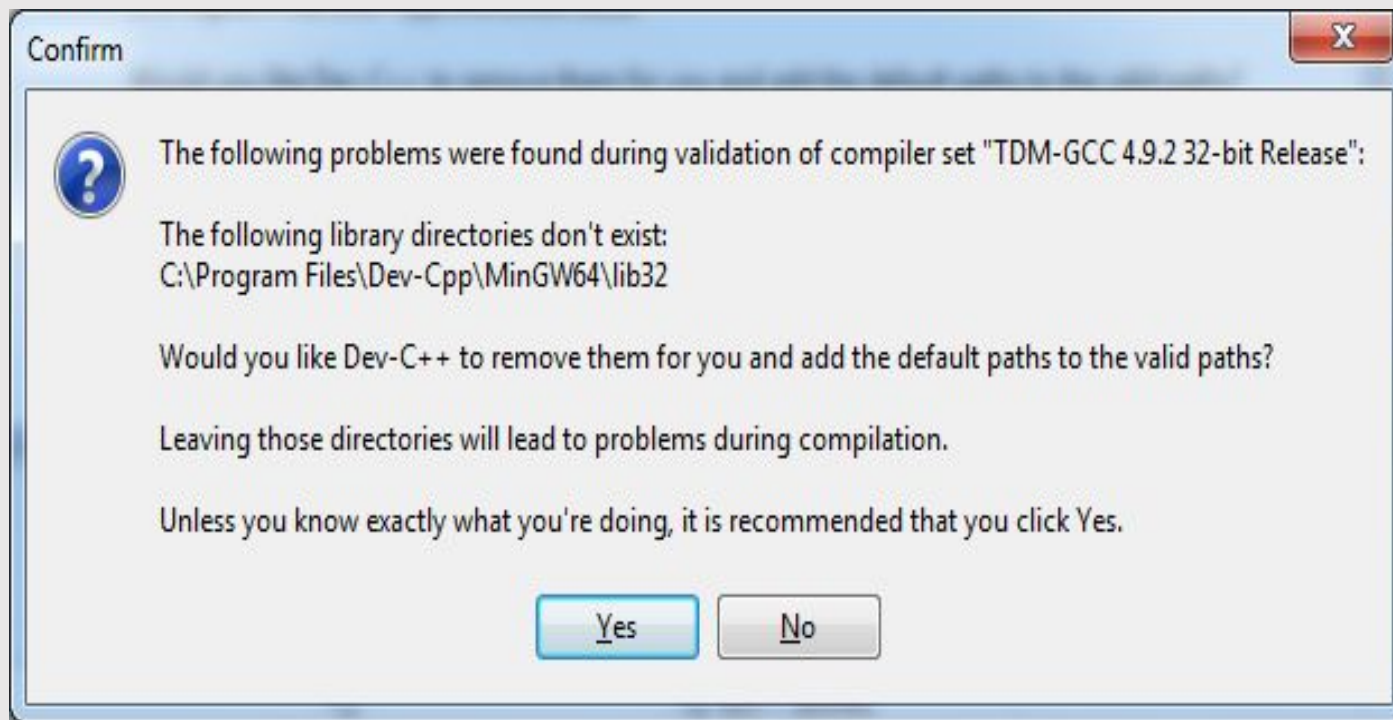 Confirm
X
The following problems were found during validation of compiler set "TDM-GCC 4.9.2 32-bit Release":
The following library directories don't exist:
C:\Program Files\Dev-Cpp\MinGW64\lib32
Would you like Dev-C++ to remove them for you and add the default paths to the valid paths?
Leaving those directories will lead to problems during compilation.
Unless you know exactly what you're doing, it is recommended that you click Yes.
Yes
No